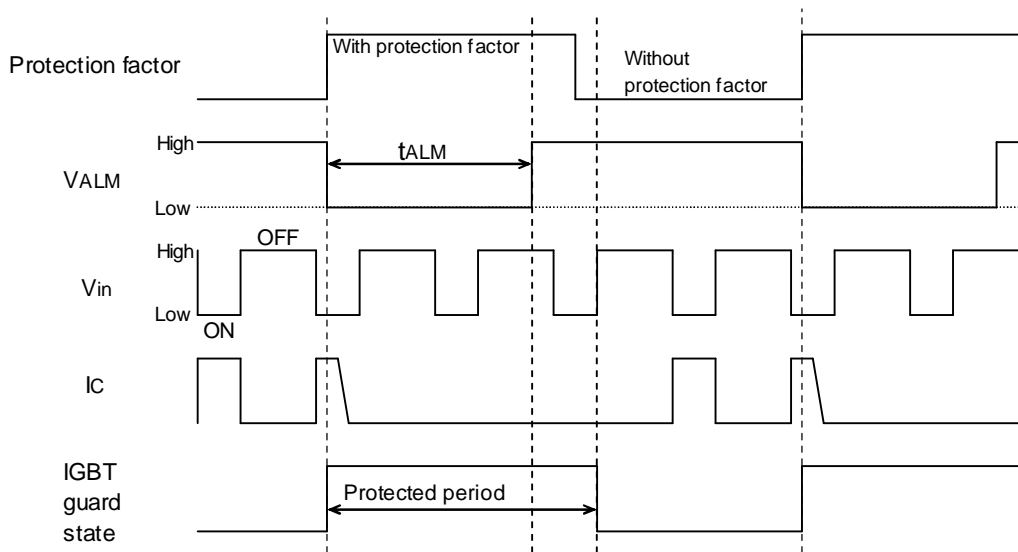 Protection factor
With protection factor
Without
protection factor
High
tALM
VALM
Low
OFF
High
Vin
Low
ON
IC
IGBT
guard
state
Protected period